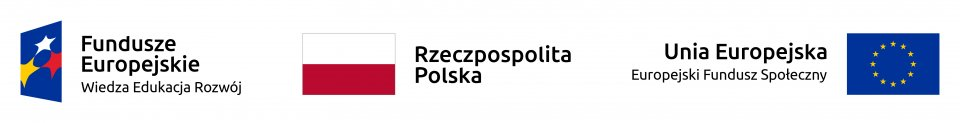 Fundusze
Europejskie
Wiedza Edukacja Rozwój
Rzeczpospolita
Polska
Unia Europejska
Europejski Fundusz Społeczny